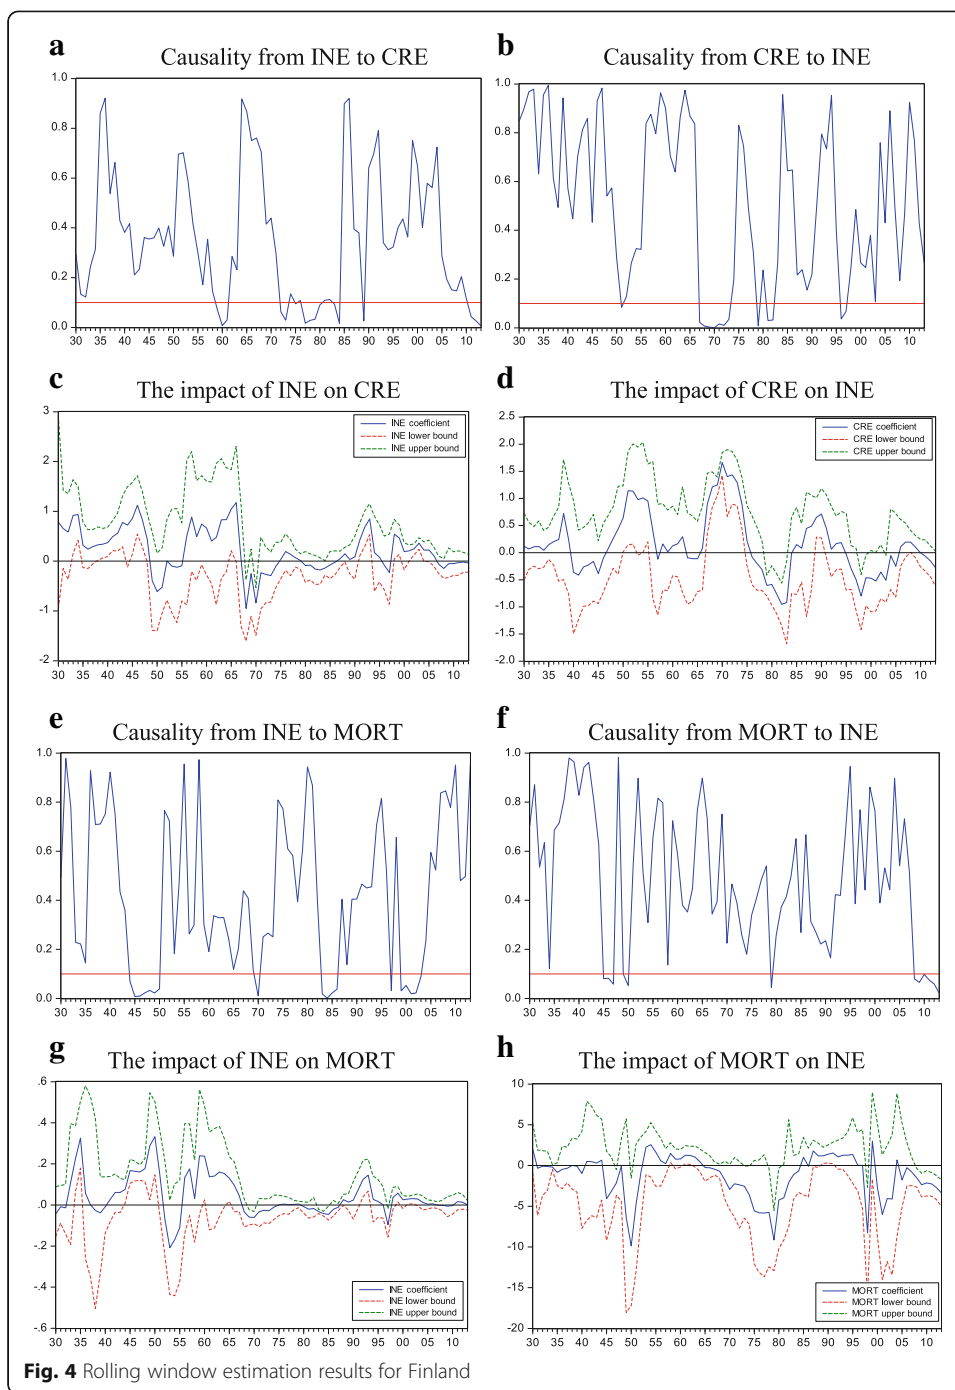 a
Causality from INE to CRE
1.0
0.8
0.6
0.4
0.2
0.0
30 35 40 45 50 55 60 65 70 75 80 85 90 95 00 05 10
b
Causality from CRE to INE
1.0
0.8
0.6
0.4
0.2
0.0
30 35 40 45 50 55 60 65 70 75 80 85 90 95 00 05 10
c
The impact of INE on CRE
3
2
1
0
-1
-2
INE coefficient
INE lower bound
INE upper bound
30 35 40 45 50 55 60 65 70 75 80 85 90 95 00 05 10
d
The impact of CRE on INE
2.5
2.0
1.5
1.0
0.5
0.0
-0.5
-1.0
-1.5
-2.0
CRE coefficient
CRE lower bound
CRE upper bound
30 35 40 45 50 55 60 65 70 75 80 85 90 95 00 05 10
e
Causality from INE to MORT
1.0
0.8
0.6
0.4
0.2
0.0
30 35 40 45 50 55 60 65 70 75 80 85 90 95 00 05 10
f
Causality from MORT to INE
1.0
0.8
0.6
0.4
0.2
0.0
30 35 40 45 50 55 60 65 70 75 80 85 90 95 00 05 10
g
The impact of INE on MORT
.6
.4
.2
.0
-.2
-.4
-.6
INE coefficient
INE lower bound
INE upper bound
30 35 40 45 50 55 60 65 70 75 80 85 90 95 00 05 10
h
The impact of MORT on INE
10
5
0
-5
-10
-15
-20
MORT coefficient
MORT lower bound
MORT upper bound
30 35 40 45 50 55 60 65 70 75 80 85 90 95 00 05 10
Fig. 4 Rolling window estimation results for Finland